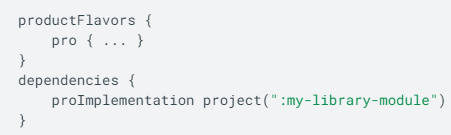 productFlavors {
    pro { ... }
}
dependencies {
    proImplementation project(":my-library-module")
}